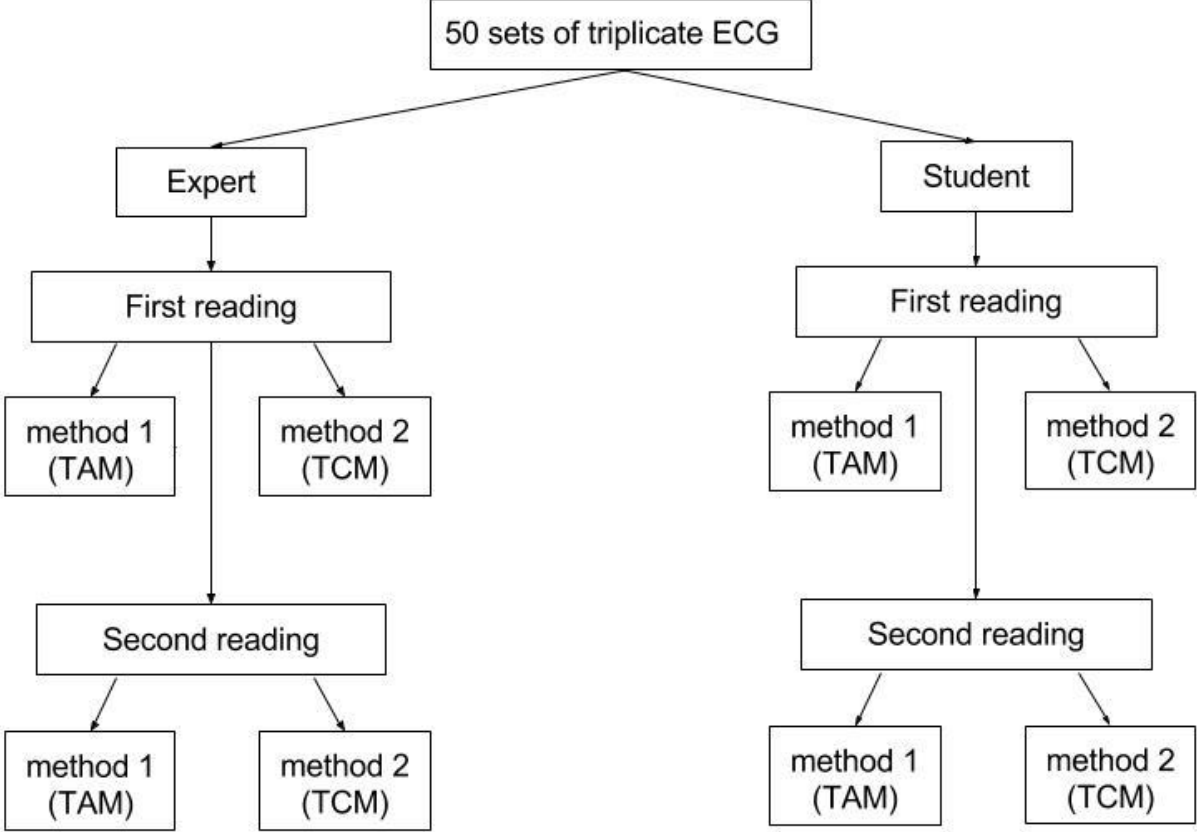 50 sets of triplicate ECG
Expert
Student
First reading
First reading
method 1
(TAM)
method 2
(TCM)
method 1
(TAM)
method 2
(TCM)
Second reading
Second reading
method 1
(TAM)
method 2
(TCM)
method 1
(TAM)
method 2
(TCM)